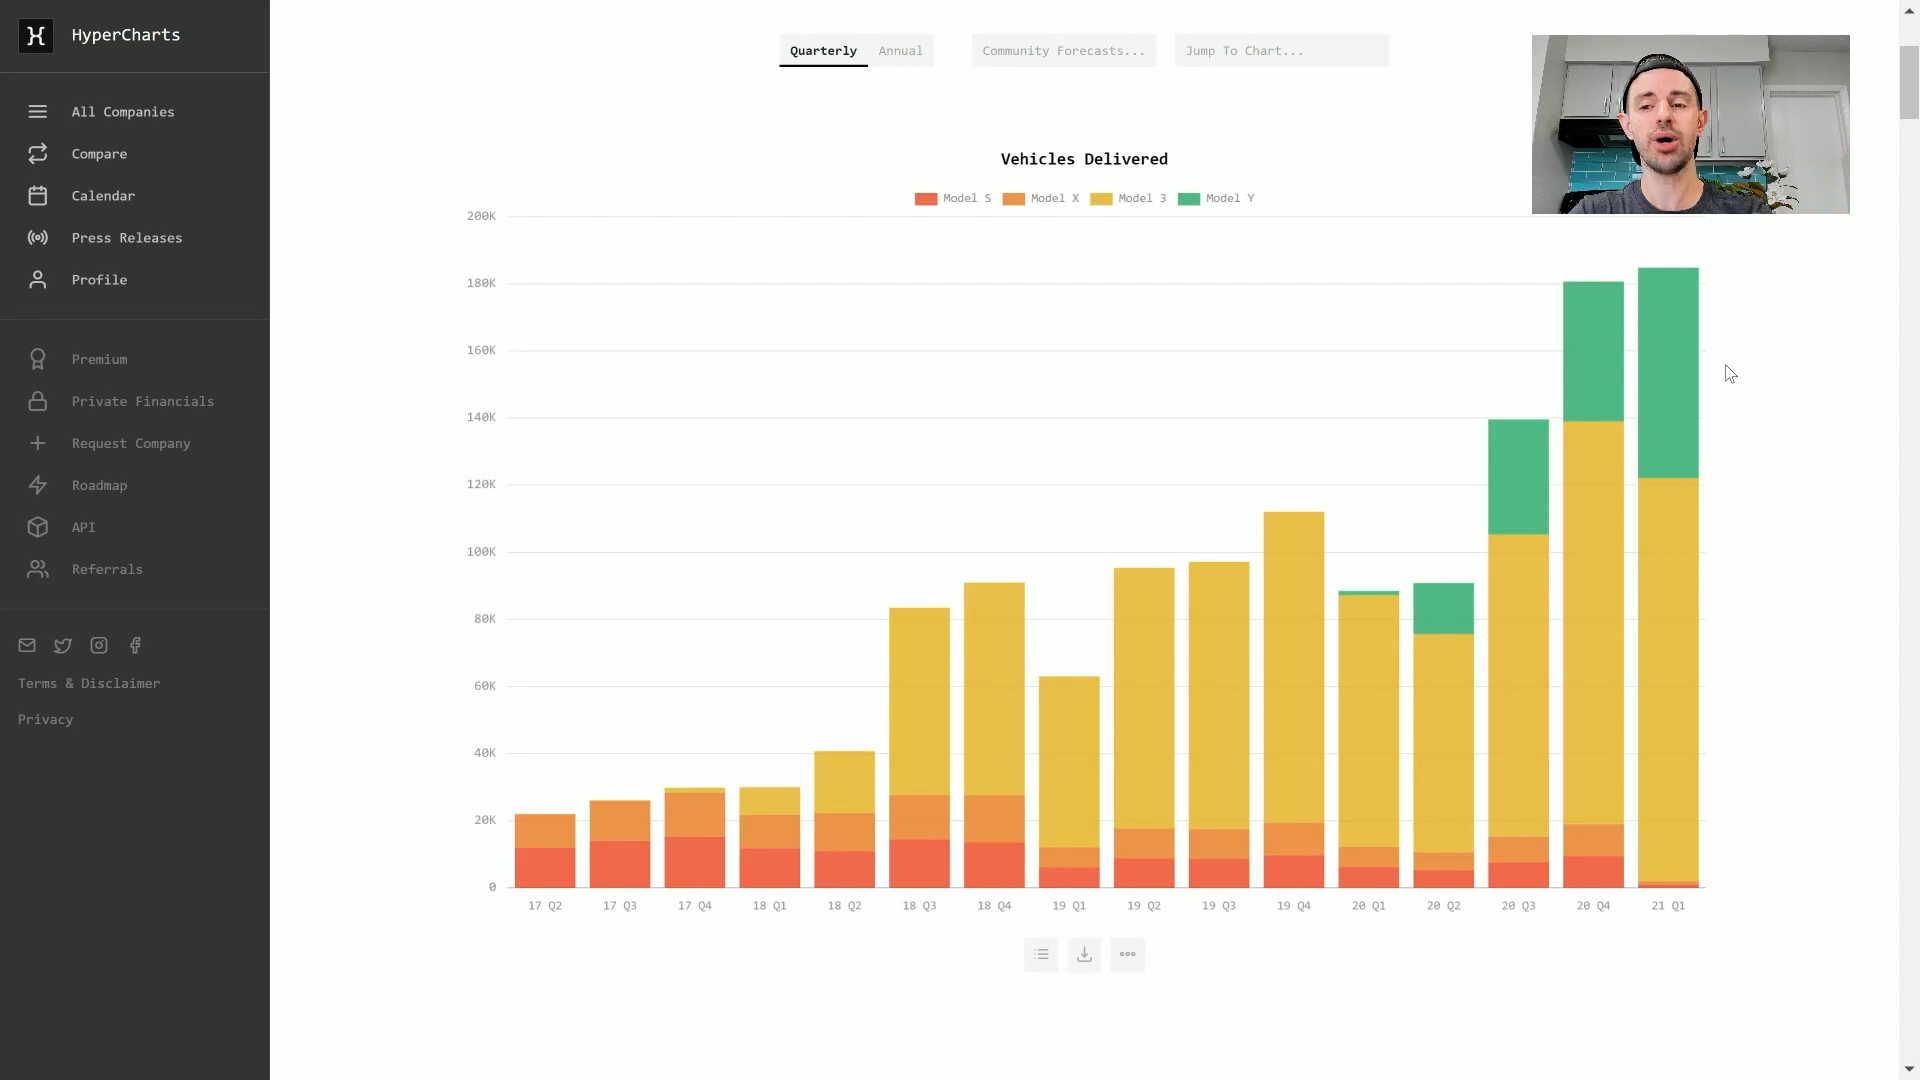 HyperCharts
All Companies
Compare
Calendar
Press Releases
Profile
Premium
Private Financials
Request Company
Roadmap
API
Referrals
Terms & Disclaimer
Privacy
Quarterly Annual Community Forecasts... Jump To Chart...
Vehicles Delivered
Model S Model X Model 3 Model Y
200K
180K
160K
140K
120K
100K
80K
60K
40K
20K
0
17 Q2 17 Q3 17 Q4 18 Q1 18 Q2 18 Q3 18 Q4 19 Q1 19 Q2 19 Q3 19 Q4 20 Q1 20 Q2 20 Q3 20 Q4 21 Q1